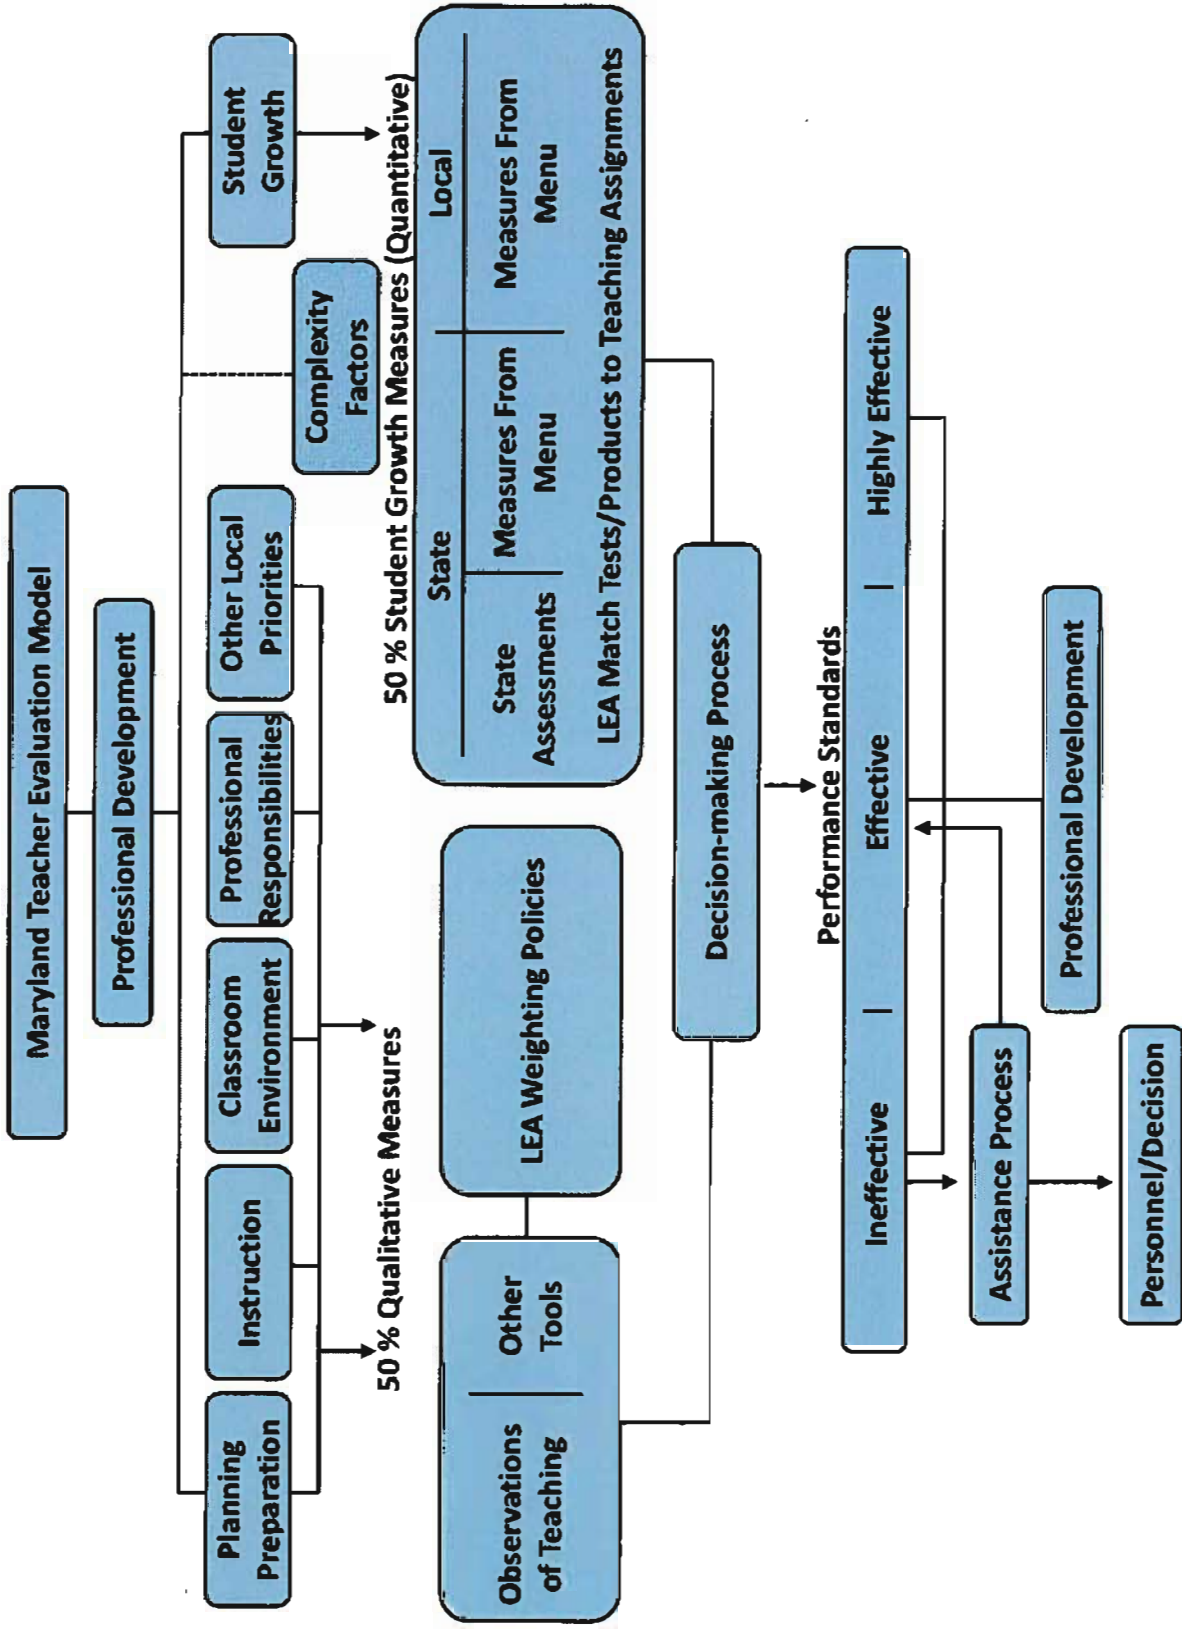 Maryland Teacher Evaluation Model
Professional Development
Planning
Preparation
Instruction
Classroom
Environment
Professional
Responsibilities
Other Local
Priorities
Complexity
Factors
Student
Growth
50 % Qualitative Measures
50 % Student Growth Measures (Quantitative)
Observations
of Teaching
Other
Tools
LEA Weighting Policies
State
Local
State
Assessments
Measures From
Menu
Measures From
Menu
LEA Match Tests/Products to Teaching Assignments
Decision-making Process
Performance Standards
Ineffective | Effective | Highly Effective
Assistance Process
Professional Development
Personnel/Decision